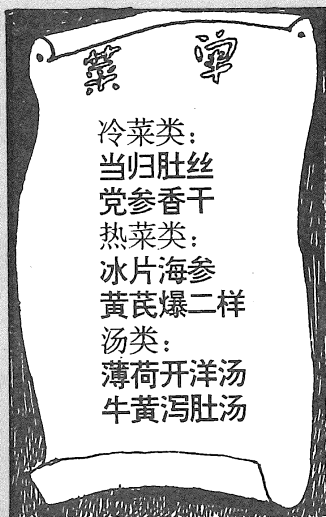 菜 单
冷菜类：
当归肚丝
党参香干
热菜类：
冰片海参
黄芪爆二样
汤类：
薄荷开洋汤
牛黄泻肚汤